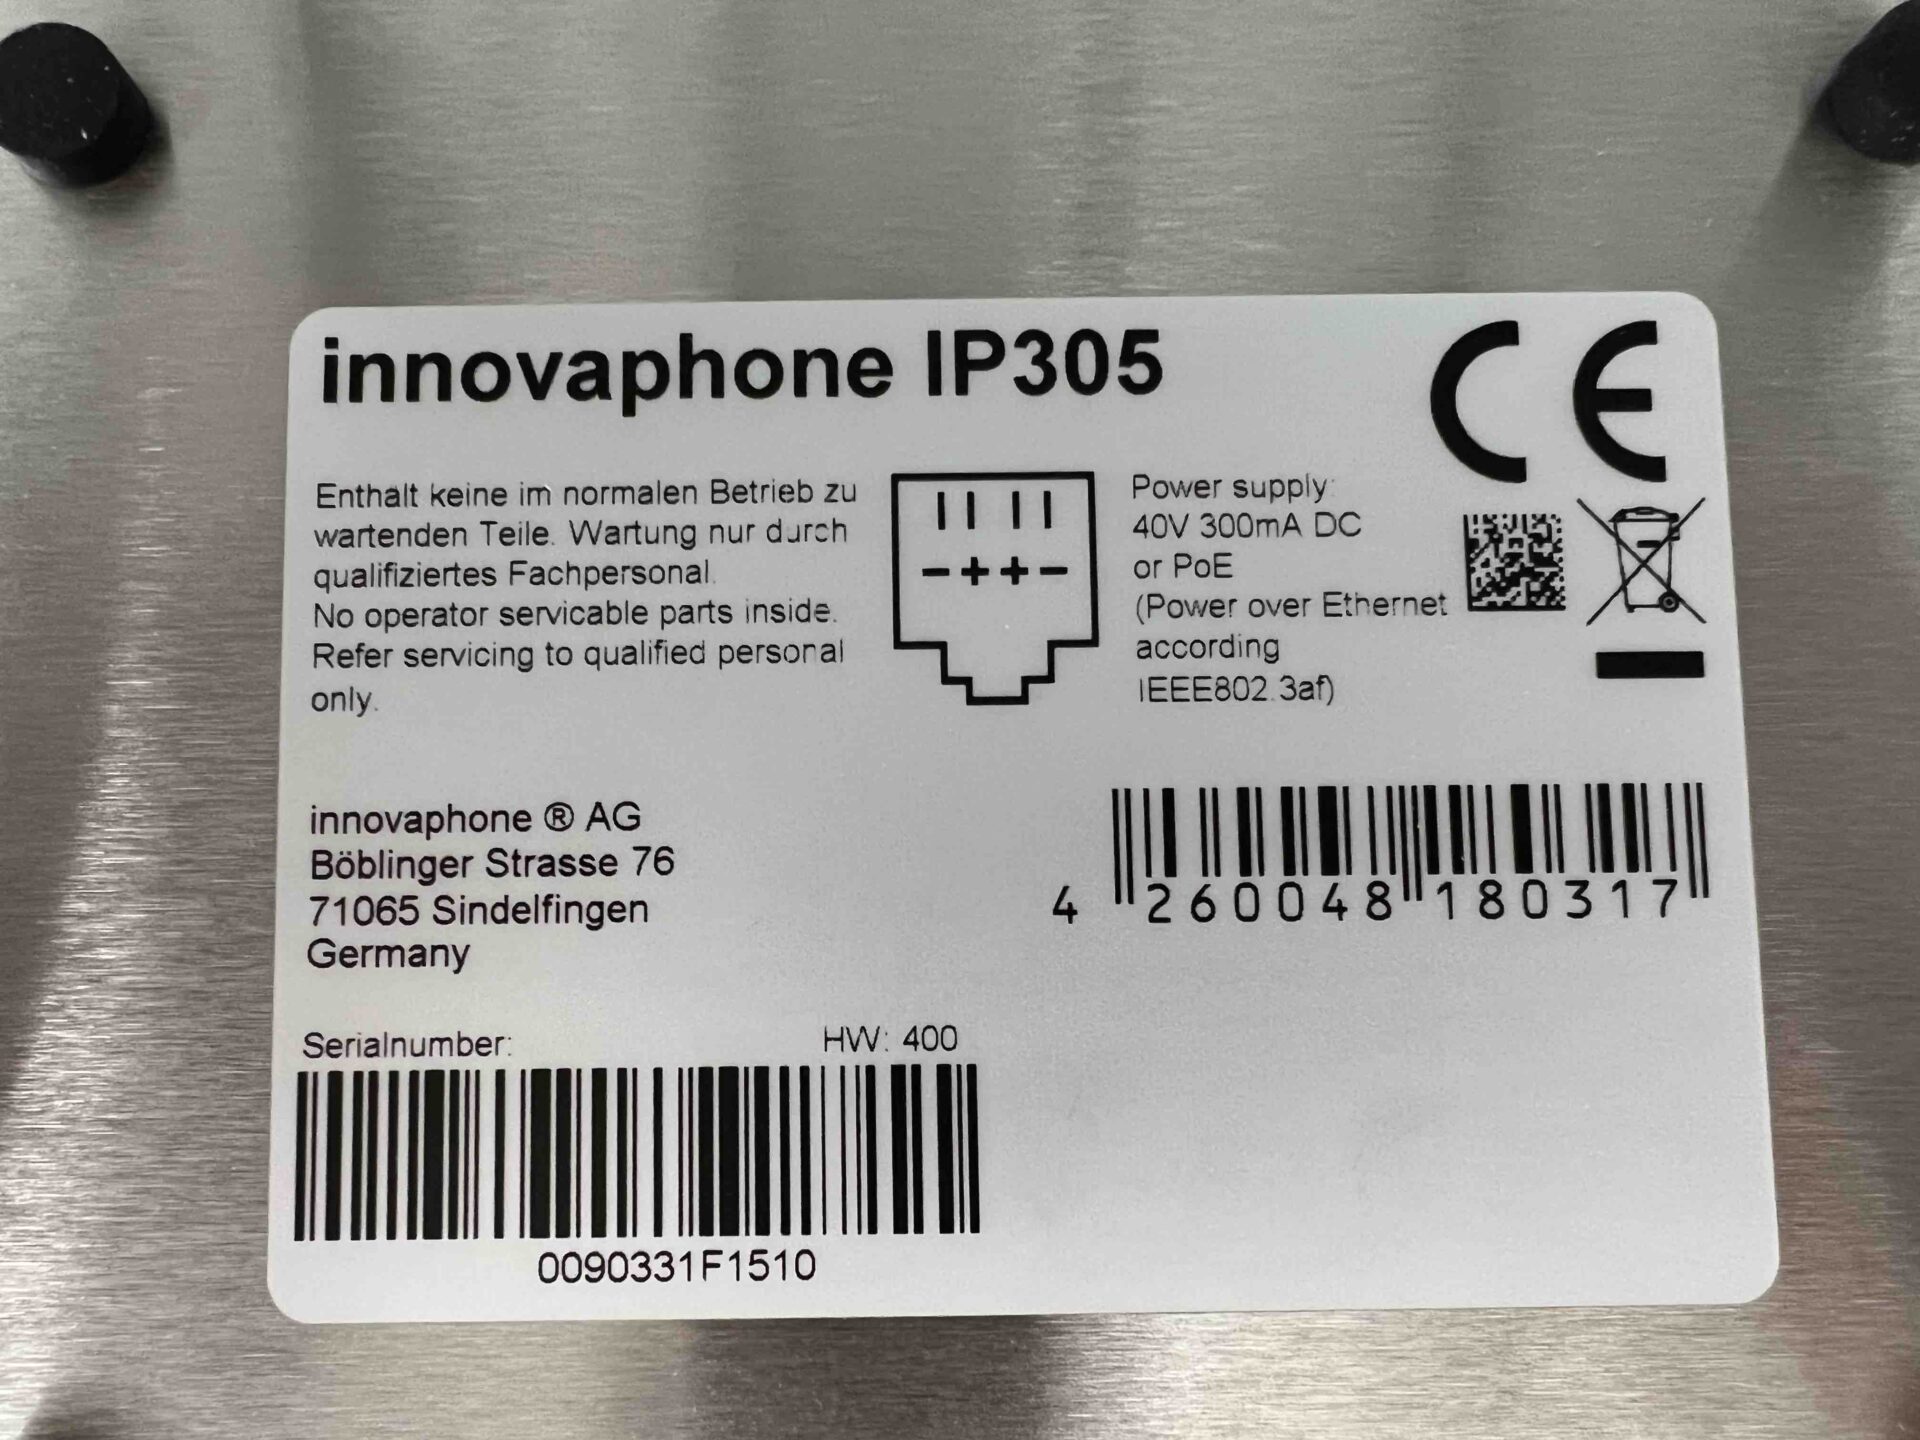 innovaphone IP305
CE
Enthält keine im normalen Betrieb zu
wartenden Teile. Wartung nur durch
qualifiziertes Fachpersonal.
No operator servicable parts inside.
Refer servicing to qualified personal
only.
- + + -
Power supply:
40V 300mA DC
or PoE
(Power over Ethernet
according
IEEE802.3af)
innovaphone ® AG
Böblinger Strasse 76
71065 Sindelfingen
Germany
4 260048 180317
Serialnumber: HW: 400
0090331F1510